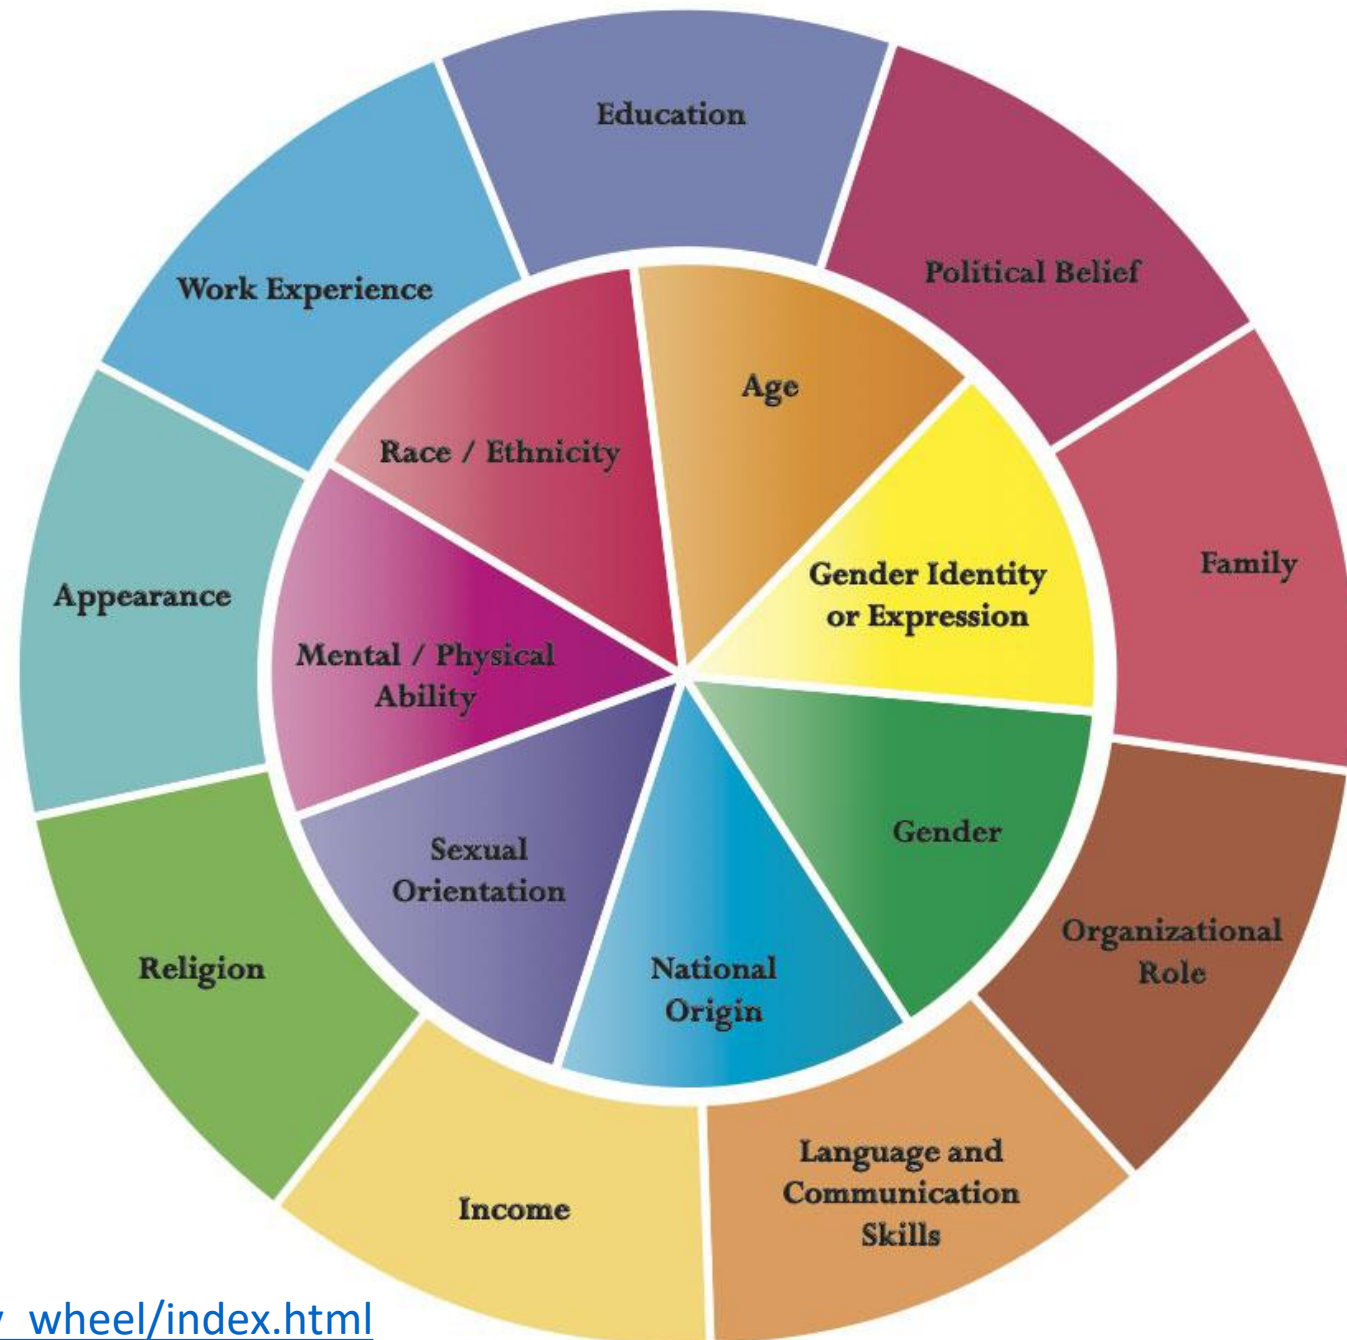 Education
Political Belief
Work Experience
Age
Race / Ethnicity
Family
Gender Identity
or Expression
Appearance
Mental / Physical
Ability
Gender
Sexual
Orientation
Organizational
Role
Religion
National
Origin
Language and
Communication
Skills
Income
wheel/index.html